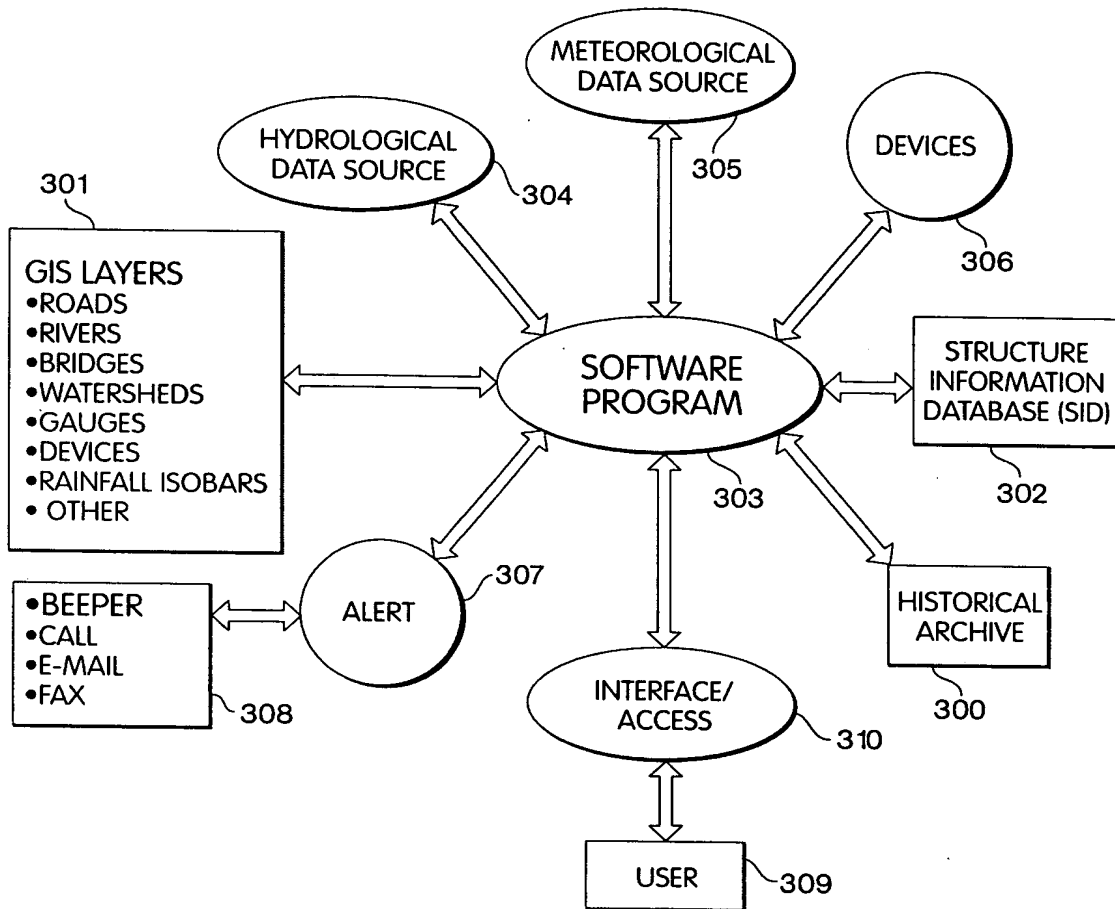 METEOROLOGICAL
DATA SOURCE
305
HYDROLOGICAL
DATA SOURCE
304
DEVICES
306
301
GIS LAYERS
•ROADS
•RIVERS
•BRIDGES
•WATERSHEDS
•GAUGES
•DEVICES
•RAINFALL ISOBARS
• OTHER
SOFTWARE
PROGRAM
303
STRUCTURE
INFORMATION
DATABASE (SID)
302
ALERT
307
•BEEPER
•CALL
•E-MAIL
•FAX
308
HISTORICAL
ARCHIVE
300
INTERFACE/
ACCESS
310
USER
309